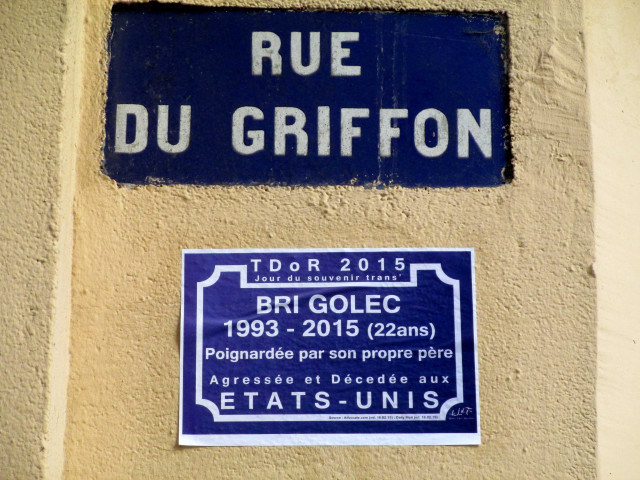 RUE
DU GRIFFON
TDoR 2015
Jour du souvenir trans'
BRI GOLEC
1993 - 2015 (22ans)
Poignardée par son propre père
Agressée et Décedée aux
ETATS-UNIS